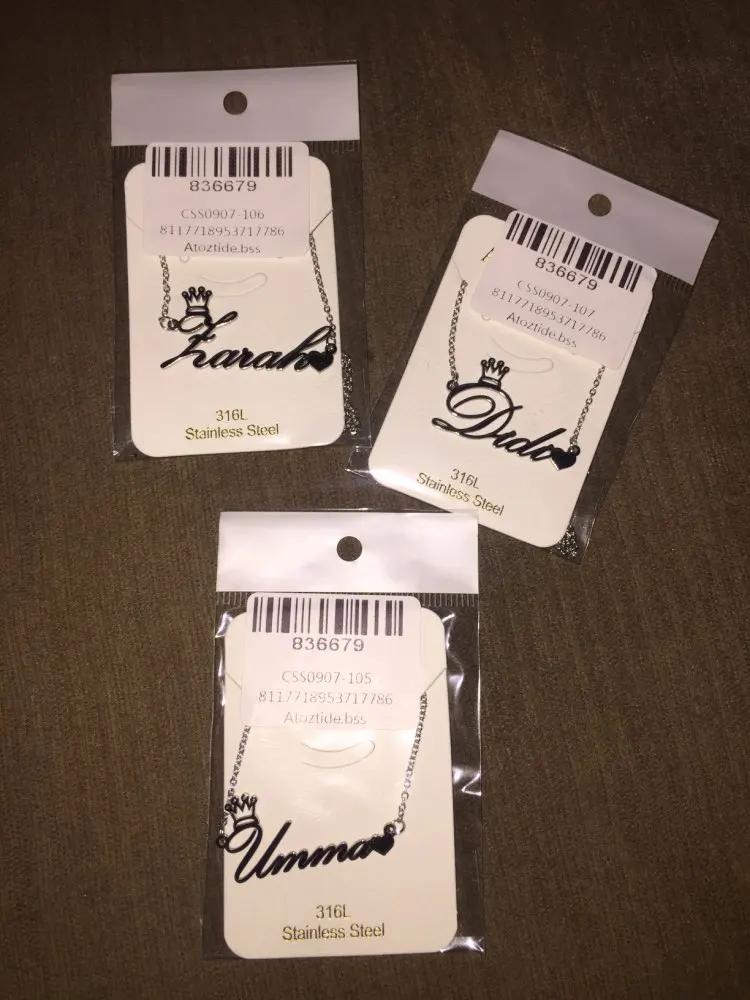 836679
CSS0907-106
8117718953717786
Atoztide.bss
Zarah
316L
Stainless Steel
836679
CSS0907-107
8117718953717786
Atoztide.bss
Dido
316L
Stainless Steel
836679
CSS0907-105
8117718953717786
Atoztide.bss
Umma
316L
Stainless Steel